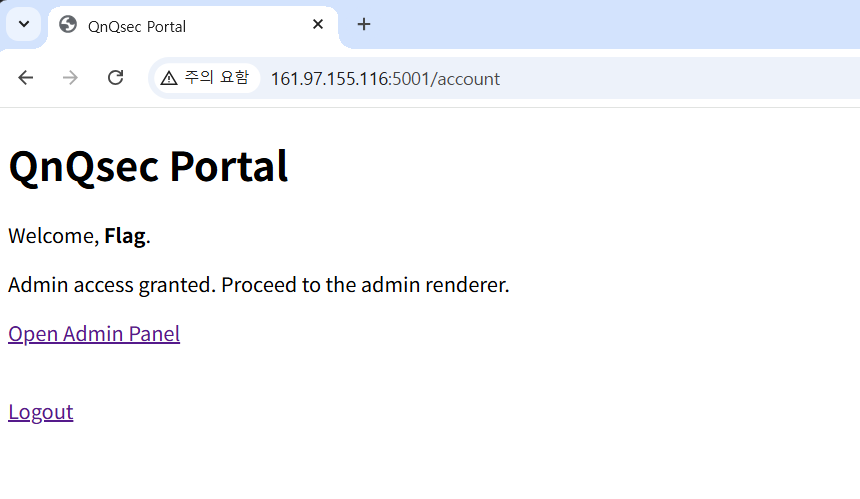 QnQsec Portal
주의 요함 161.97.155.116:5001/account
QnQsec Portal
Welcome, Flag.
Admin access granted. Proceed to the admin renderer.
Open Admin Panel
Logout